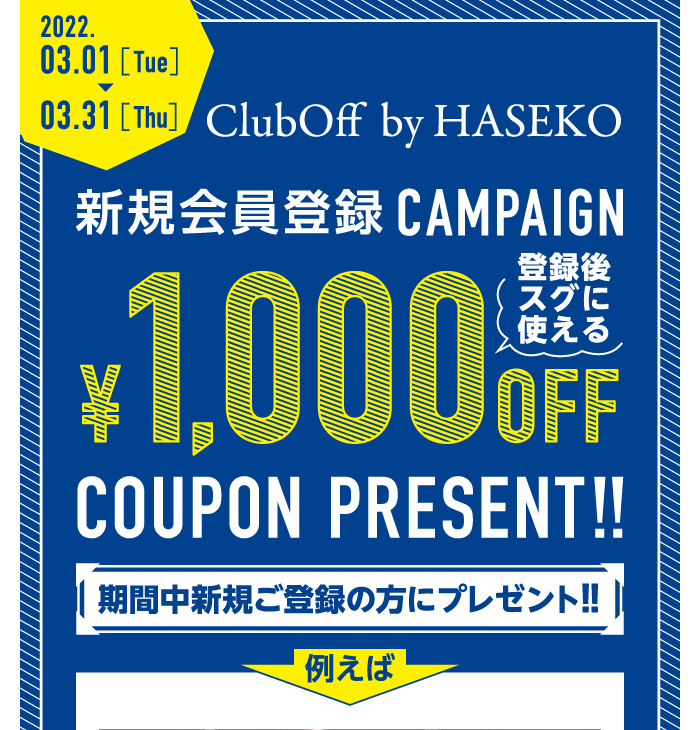 2022.
03.01[Tue]
03.31[Thu]
ClubOff by HASEKO
新規会員登録 CAMPAIGN
登録後
スグに
使える
¥1,000OFF
COUPON PRESENT!!
期間中新規ご登録の方にプレゼント!!
例えば